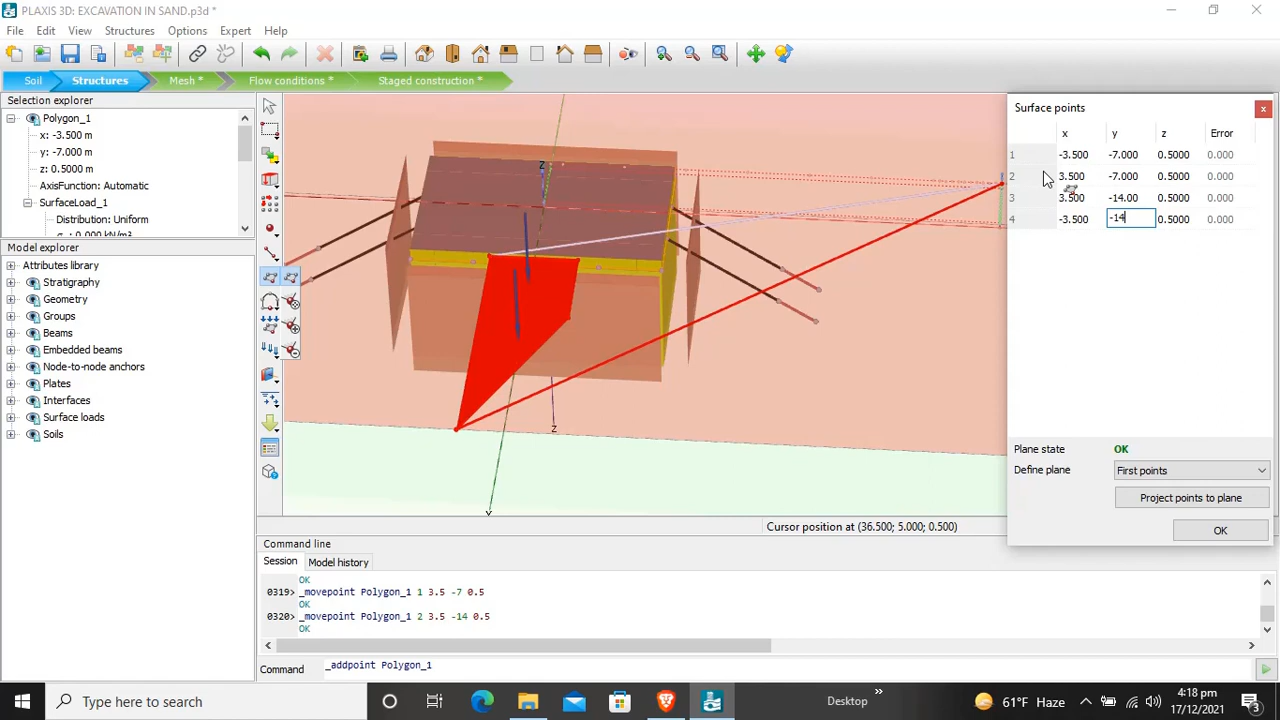 PLAXIS 3D: EXCAVATION IN SAND.p3d *
File Edit View Structures Options Expert Help
Soil Structures Mesh * Flow conditions * Staged construction *
Selection explorer
Polygon_1
x: -3.500 m
y: -7.000 m
z: 0.5000 m
AxisFunction: Automatic
SurfaceLoad_1
Distribution: Uniform
Model explorer
Attributes library
Stratigraphy
Geometry
Groups
Beams
Embedded beams
Node-to-node anchors
Plates
Interfaces
Surface loads
Soils
z
z
Y
Surface points
x y z Error
1 -3.500 -7.000 0.5000 0.000
2 3.500 -7.000 0.5000 0.000
3 3.500 -14.00 0.5000 0.000
4 -3.500 -14 0.5000 0.000
Plane state OK
Define plane First points
Project points to plane
OK
Cursor position at (36.500; 5.000; 0.500)
Command line
Session Model history
OK
0319> _movepoint Polygon_1 1 3.5 -7 0.5
OK
0320> _movepoint Polygon_1 2 3.5 -14 0.5
OK
Command _addpoint Polygon_1
Type here to search
Desktop
»
61°F Haze
4:18 pm
17/12/2021
3